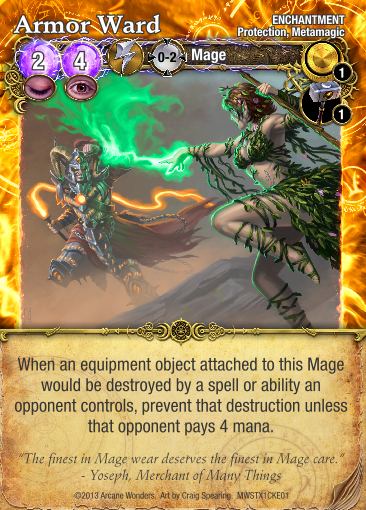 Armor Ward
ENCHANTMENT
Protection, Metamagic
2 4 0-2 Mage
1
1
When an equipment object attached to this Mage
would be destroyed by a spell or ability an
opponent controls, prevent that destruction unless
that opponent pays 4 mana.
"The finest in Mage wear deserves the finest in Mage care."
- Yoseph, Merchant of Many Things
©2013 Arcane Wonders. Art by Craig Spearing. MWSTX1CKE01